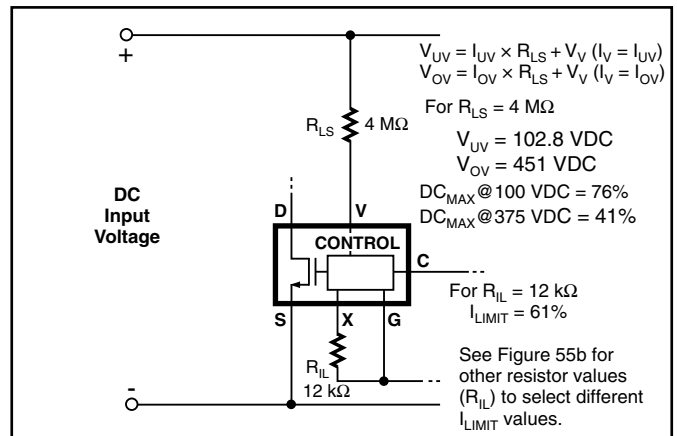 +
V_UV = I_UV × R_LS + V_V (I_V = I_UV)
V_OV = I_OV × R_LS + V_V (I_V = I_OV)
For R_LS = 4 MΩ
R_LS 4 MΩ
V_UV = 102.8 VDC
V_OV = 451 VDC
DC_MAX@100 VDC = 76%
DC_MAX@375 VDC = 41%
DC
Input
Voltage
D V
CONTROL
C
For R_IL = 12 kΩ
I_LIMIT = 61%
S X G
R_IL
12 kΩ
See Figure 55b for
other resistor values
(R_IL) to select different
I_LIMIT values.
-